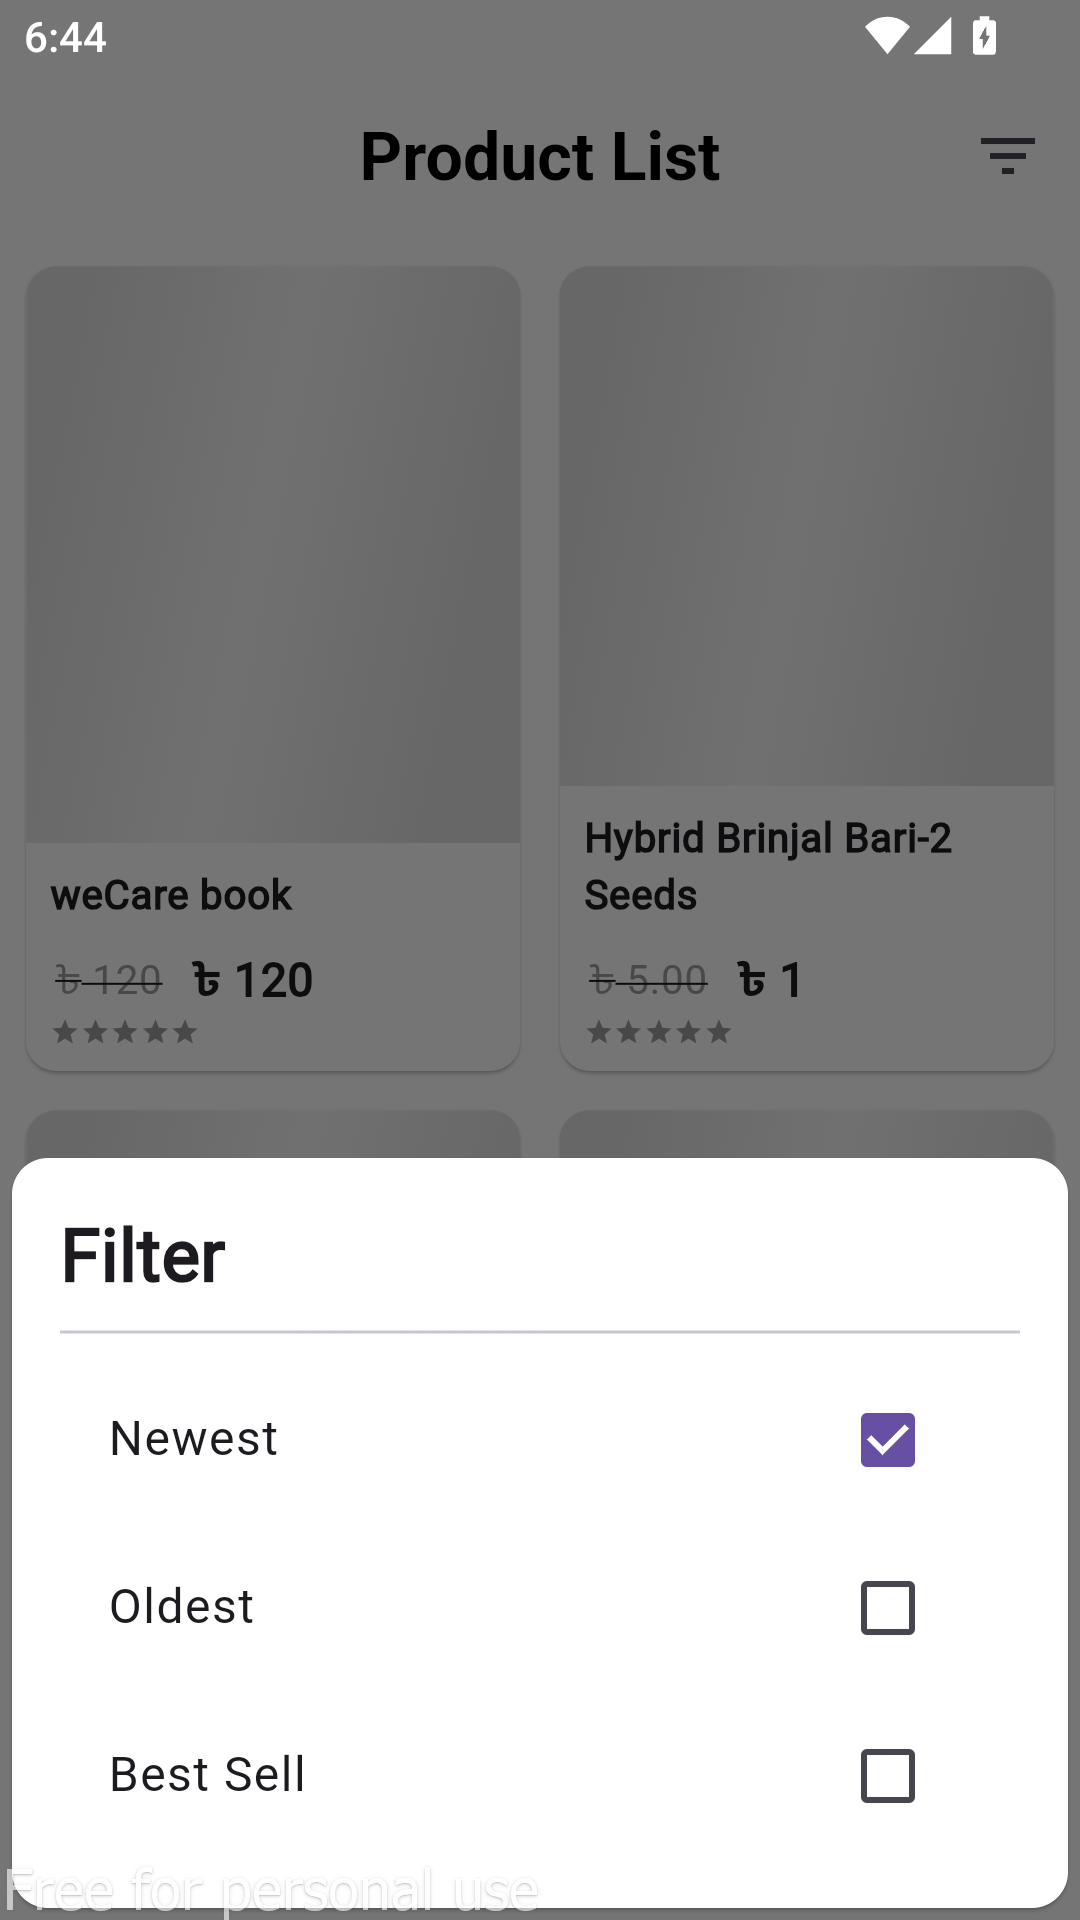 6:44
Product List
weCare book
৳ 120 ৳ 120
Hybrid Brinjal Bari-2
Seeds
৳ 5.00 ৳ 1
Filter
Newest
Oldest
Best Sell
Free for personal use